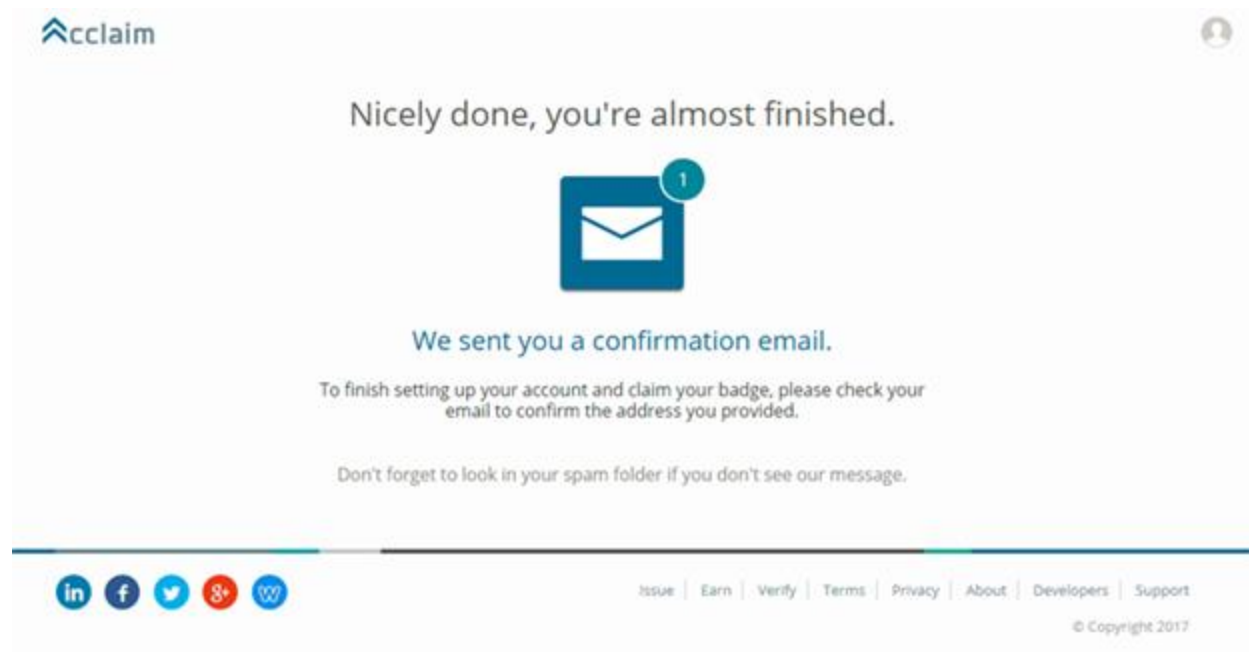 Acclaim
Nicely done, you're almost finished.
1
We sent you a confirmation email.
To finish setting up your account and claim your badge, please check your
email to confirm the address you provided.
Don't forget to look in your spam folder if you don't see our message.
in f 8+ W
Issue | Earn | Verify | Terms | Privacy | About | Developers | Support
© Copyright 2017